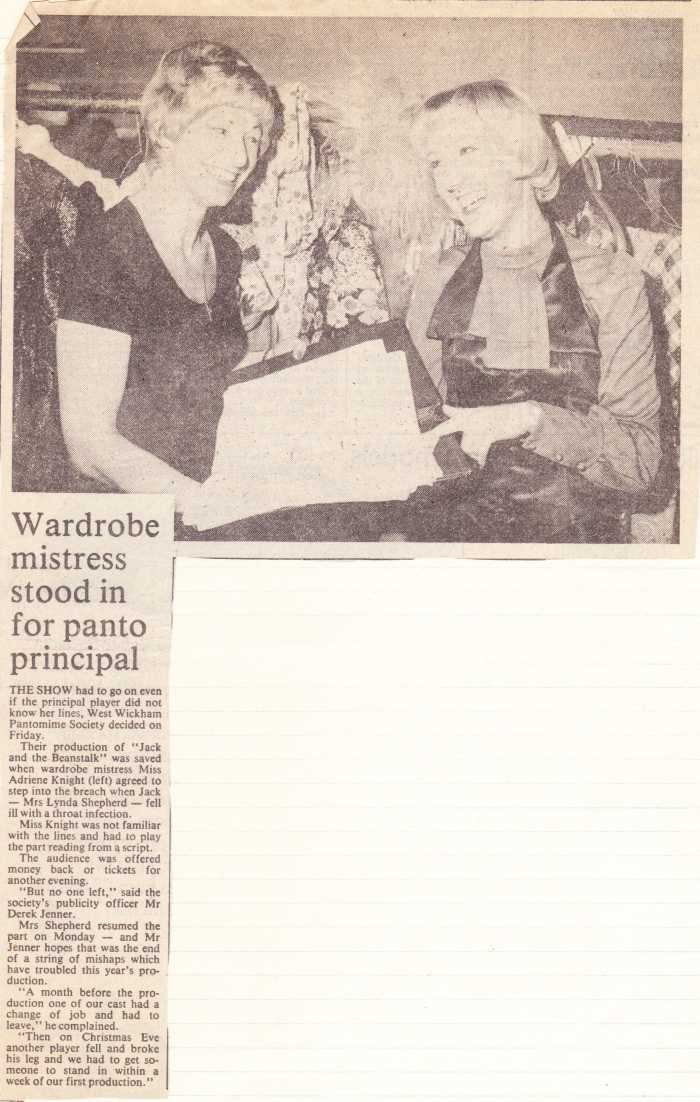 Wardrobe
mistress
stood in
for panto
principal
THE SHOW had to go on even
if the principal player did not
know her lines, West Wickham
Pantomime Society decided on
Friday.
Their production of "Jack
and the Beanstalk" was saved
when wardrobe mistress Miss
Adriene Knight (left) agreed to
step into the breach when Jack
— Mrs Lynda Shepherd — fell
ill with a throat infection.
Miss Knight was not familiar
with the lines and had to play
the part reading from a script.
The audience was offered
money back or tickets for
another evening.
"But no one left," said the
society's publicity officer Mr
Derek Jenner.
Mrs Shepherd resumed the
part on Monday — and Mr
Jenner hopes that was the end
of a string of mishaps which
have troubled this year's pro-
duction.
"A month before the pro-
duction one of our cast had a
change of job and had to
leave," he complained.
"Then on Christmas Eve
another player fell and broke
his leg and we had to get so-
meone to stand in within a
week of our first production."